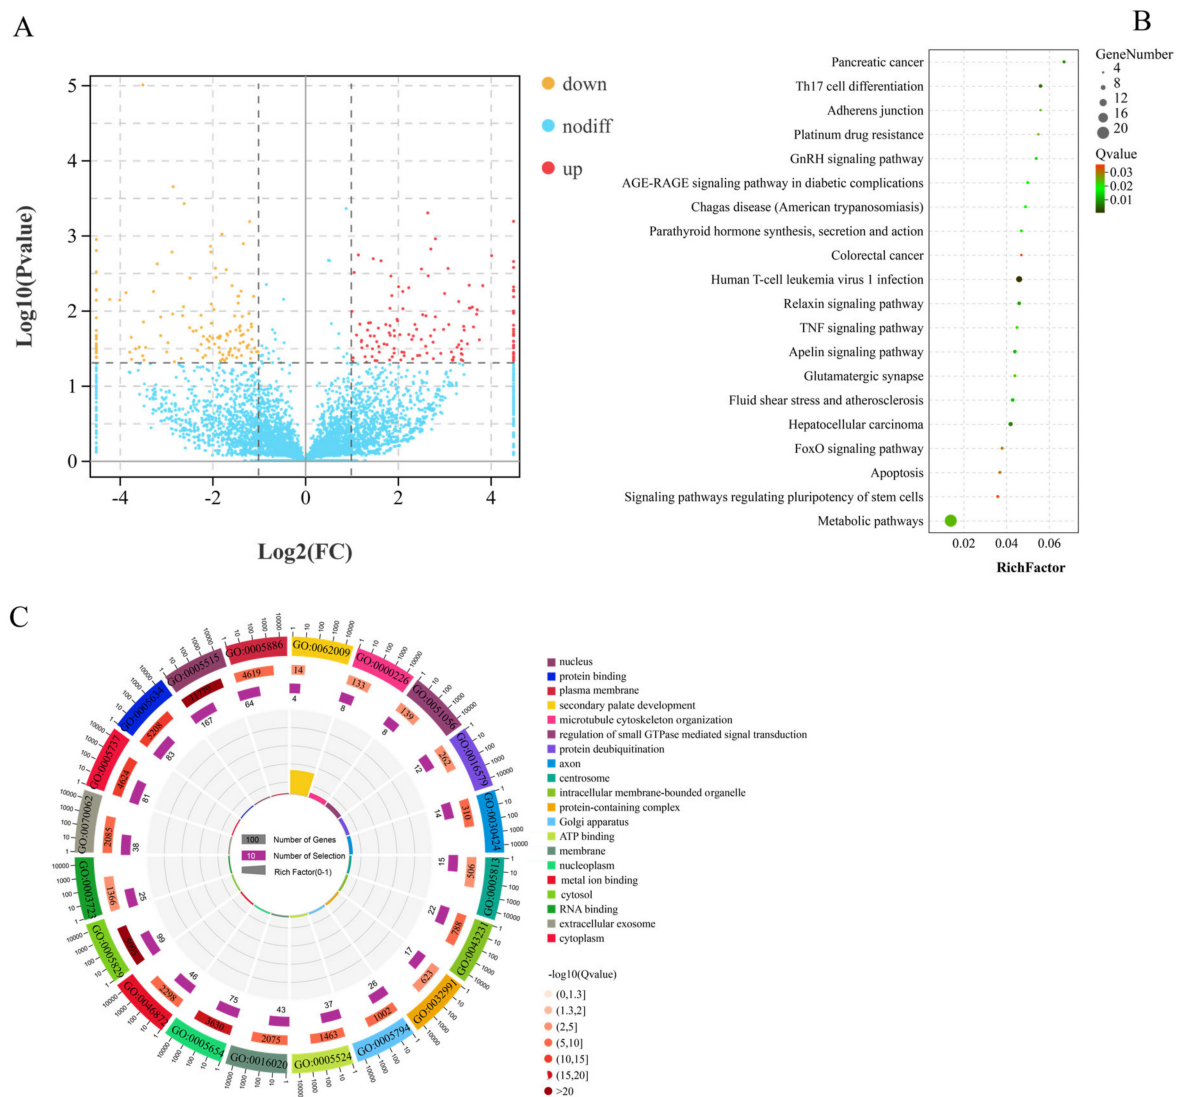 A
5
4
3
2
1
0
-4
-2
0
2
4
Log10(Pvalue)
Log2(FC)
down
nodiff
up
B
Pancreatic cancer
Th17 cell differentiation
Adherens junction
Platinum drug resistance
GnRH signaling pathway
AGE-RAGE signaling pathway in diabetic complications
Chagas disease (American trypanosomiasis)
Parathyroid hormone synthesis, secretion and action
Colorectal cancer
Human T-cell leukemia virus 1 infection
Relaxin signaling pathway
TNF signaling pathway
Apelin signaling pathway
Glutamatergic synapse
Fluid shear stress and atherosclerosis
Hepatocellular carcinoma
FoxO signaling pathway
Apoptosis
Signaling pathways regulating pluripotency of stem cells
Metabolic pathways
0.02
0.04
0.06
RichFactor
GeneNumber
4
8
12
16
20
Qvalue
0.03
0.02
0.01
C
GO:0062009
GO:0000226
GO:0051056
GO:0016579
GO:0030424
GO:0005813
GO:0043231
GO:0032991
GO:0005794
GO:0005524
GO:0016020
GO:0005654
GO:0046872
GO:0005829
GO:0003723
GO:0070062
GO:0005737
GO:0005634
GO:0005515
GO:0005886
14
133
139
262
310
506
788
623
1002
1463
2075
3630
2298
1366
2085
4624
5208
4619
4
8
8
12
14
15
22
17
26
37
43
75
46
99
25
38
81
83
167
64
100 Number of Genes
10 Number of Selection
Rich Factor(0-1)
nucleus
protein binding
plasma membrane
secondary palate development
microtubule cytoskeleton organization
regulation of small GTPase mediated signal transduction
protein deubiquitination
axon
centrosome
intracellular membrane-bounded organelle
protein-containing complex
Golgi apparatus
ATP binding
membrane
nucleoplasm
metal ion binding
cytosol
RNA binding
extracellular exosome
cytoplasm
-log10(Qvalue)
(0,1.3]
(1.3,2]
(2,5]
(5,10]
(10,15]
(15,20]
>20